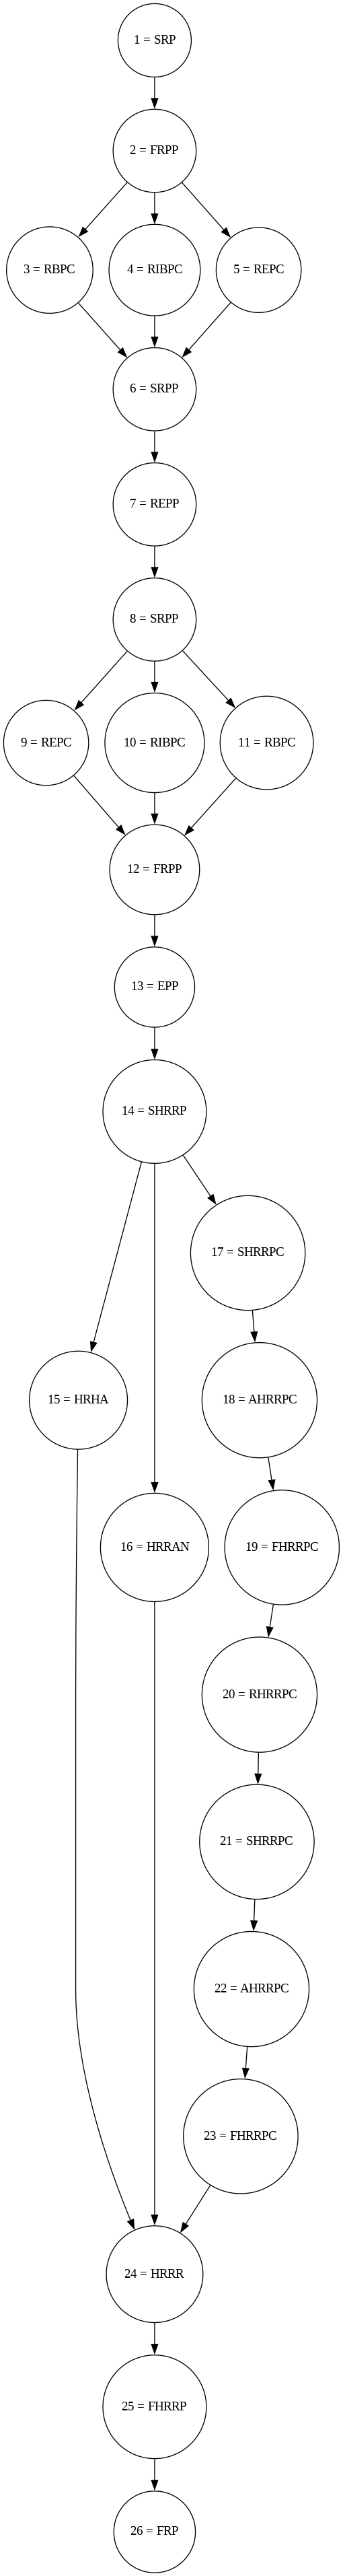 1 = SRP
2 = FRPP
3 = RBPC
4 = RIBPC
5 = REPC
6 = SRPP
7 = REPP
8 = SRPP
9 = REPC
10 = RIBPC
11 = RBPC
12 = FRPP
13 = EPP
14 = SHRRP
17 = SHRRPC
15 = HRHA
18 = AHRRPC
16 = HRRAN
19 = FHRRPC
20 = RHRRPC
21 = SHRRPC
22 = AHRRPC
23 = FHRRPC
24 = HRRR
25 = FHRRP
26 = FRP